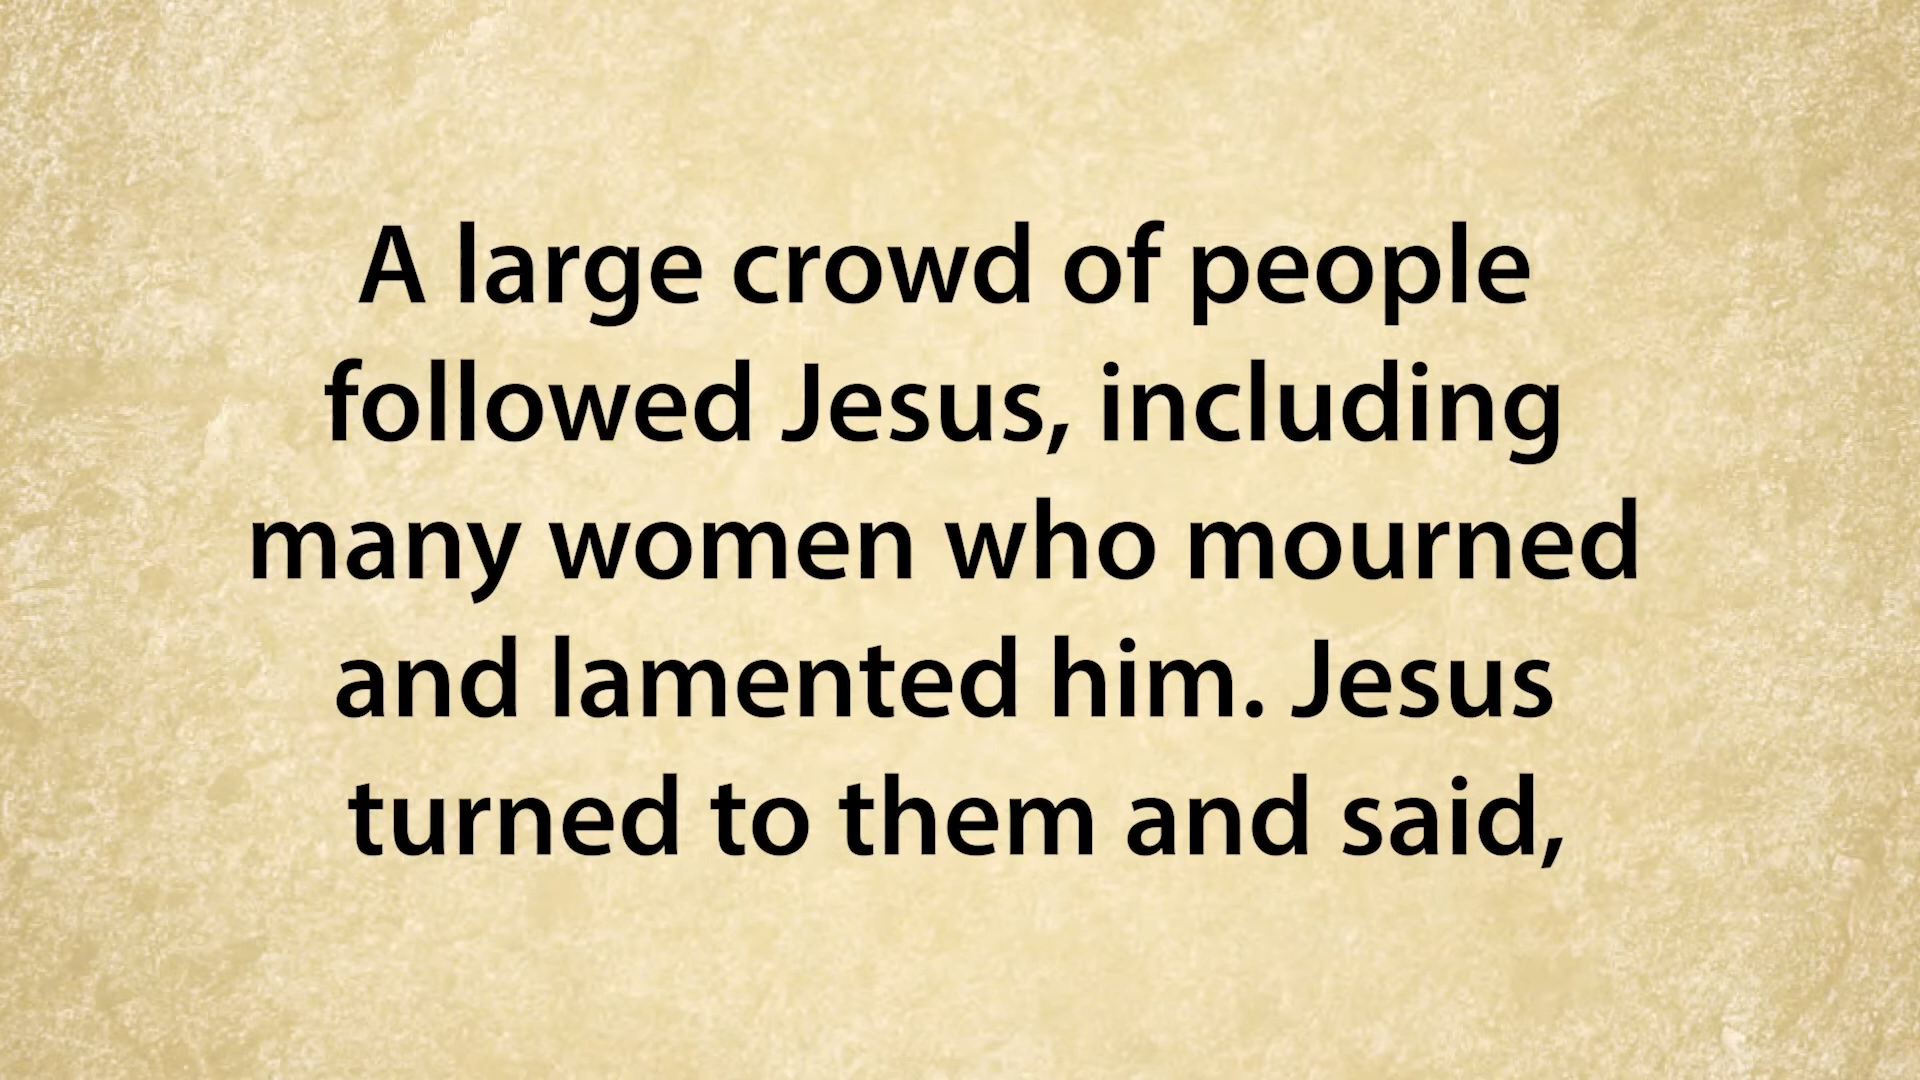 A large crowd of people
followed Jesus, including
many women who mourned
and lamented him. Jesus
turned to them and said,